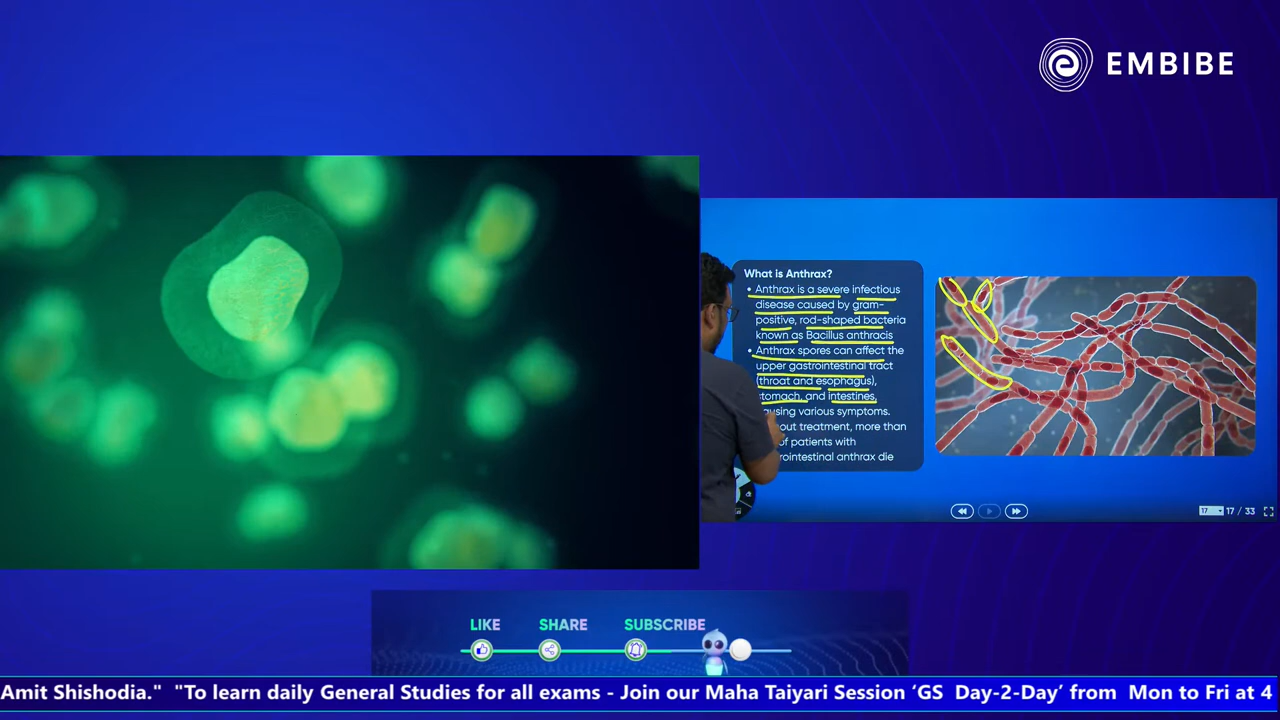 EMBIBE
What is Anthrax?
• Anthrax is a severe infectious
disease caused by gram-
positive, rod-shaped bacteria
known as Bacillus anthracis
• Anthrax spores can affect the
upper gastrointestinal tract
(throat and esophagus),
stomach, and intestines,
causing various symptoms.
out treatment, more than
of patients with
rointestinal anthrax die
17 17 / 33
LIKE SHARE SUBSCRIBE
Amit Shishodia." "To learn daily General Studies for all exams - Join our Maha Taiyari Session ‘GS Day-2-Day’ from Mon to Fri at 4